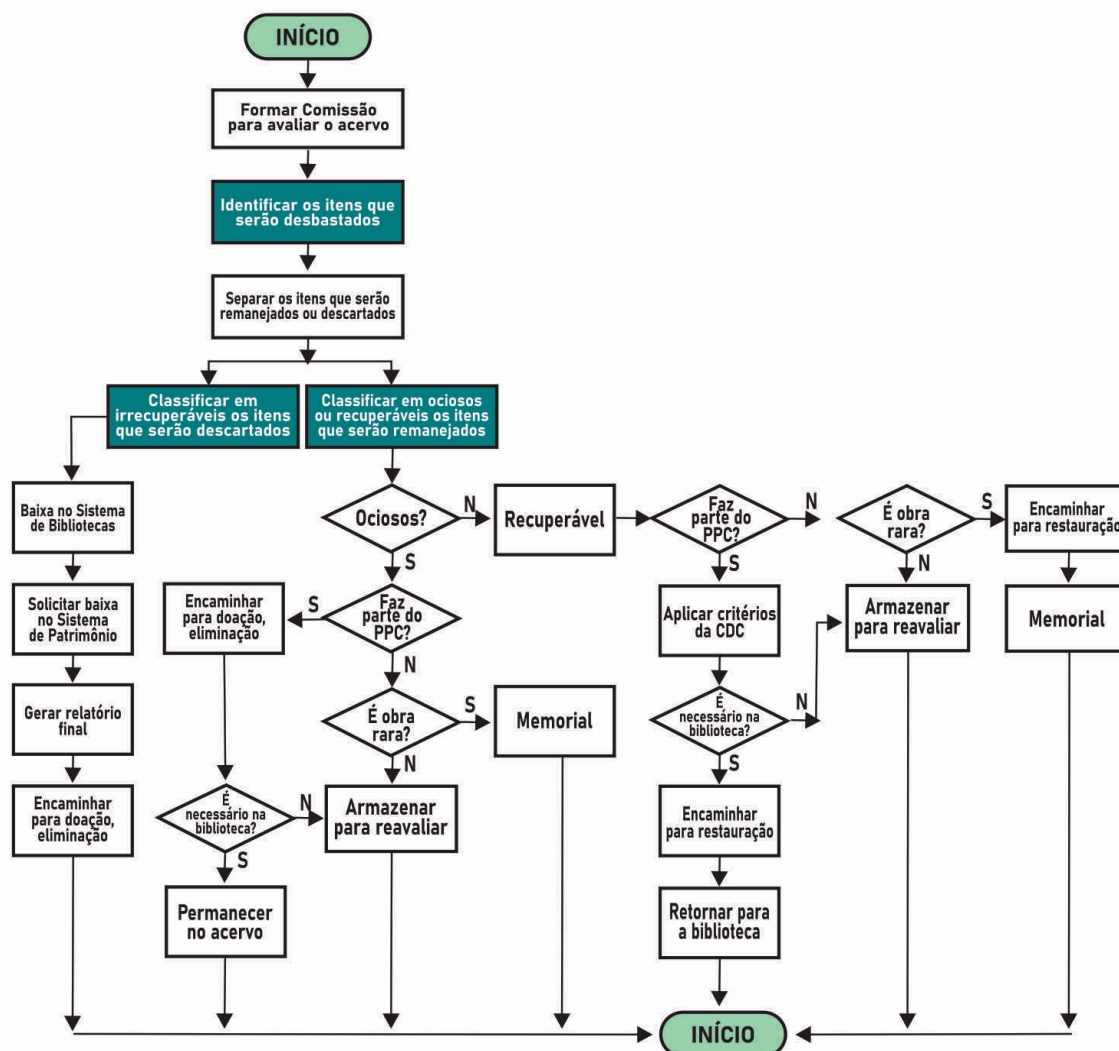 INÍCIO
Formar Comissão
para avaliar o acervo
Identificar os itens que
serão desbastados
Separar os itens que serão
remanejados ou descartados
Classificar em
irrecuperáveis os itens
que serão descartados
Classificar em ociosos
ou recuperáveis os itens
que serão remanejados
Baixa no Sistema
de Bibliotecas
Solicitar baixa
no Sistema
de Patrimônio
Gerar relatório
final
Encaminhar
para doação,
eliminação
Ociosos?
N
S
Recuperável
Faz
parte do
PPC?
N
S
É obra
rara?
S
N
Encaminhar
para restauração
Memorial
Armazenar
para reavaliar
Aplicar critérios
da CDC
É
necessário na
biblioteca?
N
S
Encaminhar
para restauração
Retornar para
a biblioteca
Faz
parte do
PPC?
S
N
Encaminhar
para doação,
eliminação
É obra
rara?
S
N
Memorial
É
necessário na
biblioteca?
N
S
Armazenar
para reavaliar
Permanecer
no acervo
INÍCIO